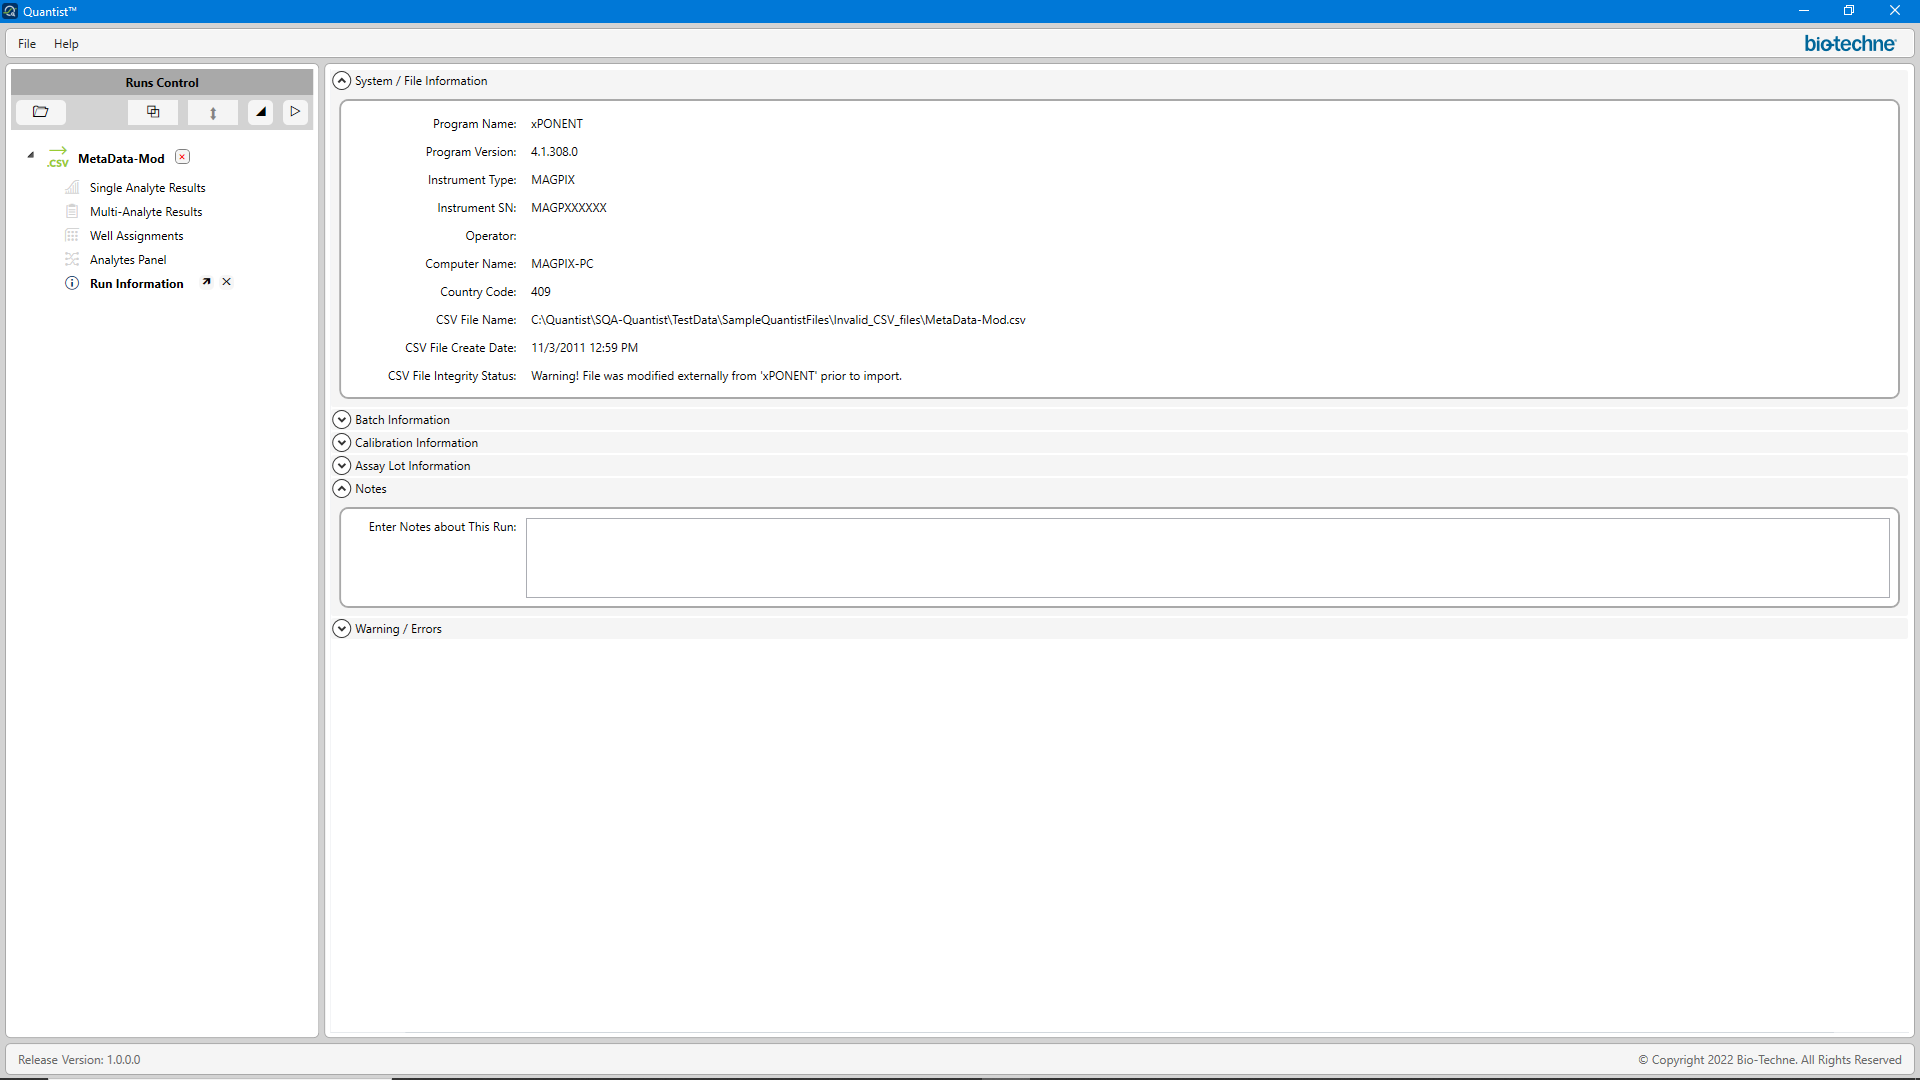 Quantist™
File Help
bio-techne
Runs Control
.CSV MetaData-Mod
Single Analyte Results
Multi-Analyte Results
Well Assignments
Analytes Panel
Run Information
System / File Information
Program Name: xPONENT
Program Version: 4.1.308.0
Instrument Type: MAGPIX
Instrument SN: MAGPXXXXXX
Operator:
Computer Name: MAGPIX-PC
Country Code: 409
CSV File Name: C:\Quantist\SQA-Quantist\TestData\SampleQuantistFiles\Invalid_CSV_files\MetaData-Mod.csv
CSV File Create Date: 11/3/2011 12:59 PM
CSV File Integrity Status: Warning! File was modified externally from 'xPONENT' prior to import.
Batch Information
Calibration Information
Assay Lot Information
Notes
Enter Notes about This Run:
Warning / Errors
Release Version: 1.0.0.0
© Copyright 2022 Bio-Techne. All Rights Reserved